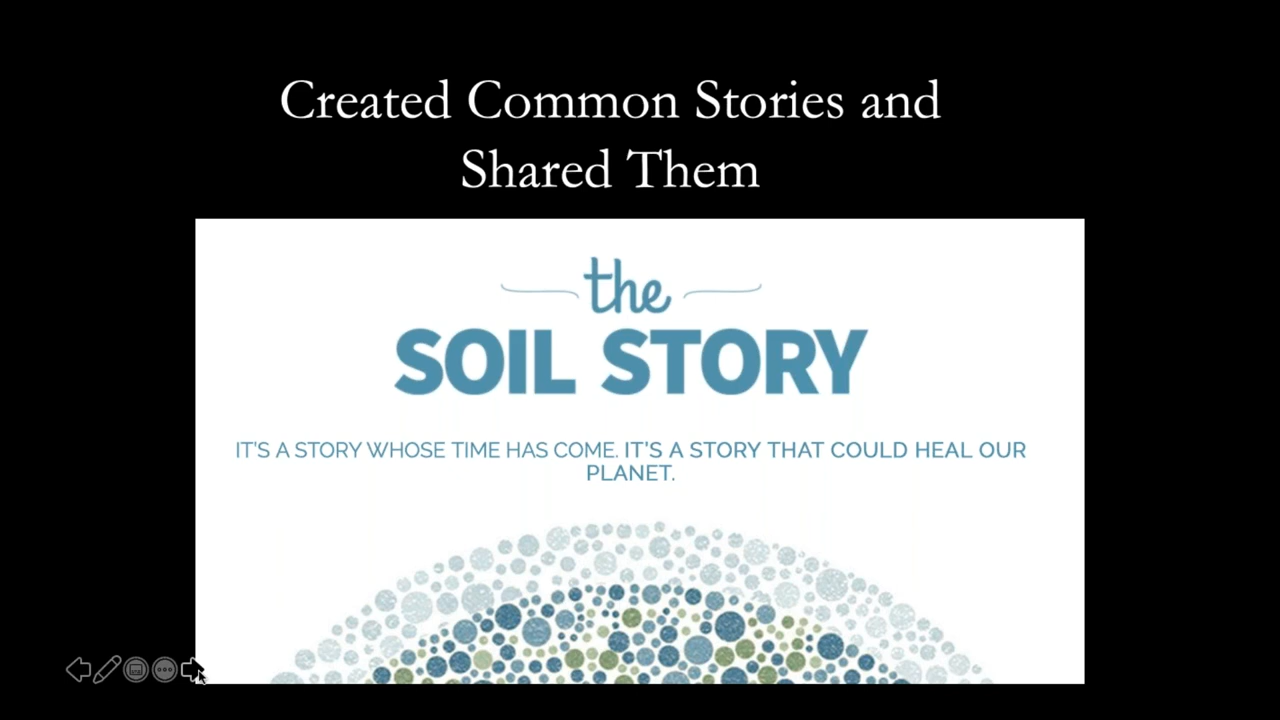 Created Common Stories and
Shared Them
the
SOIL STORY
IT'S A STORY WHOSE TIME HAS COME. IT'S A STORY THAT COULD HEAL OUR
PLANET.